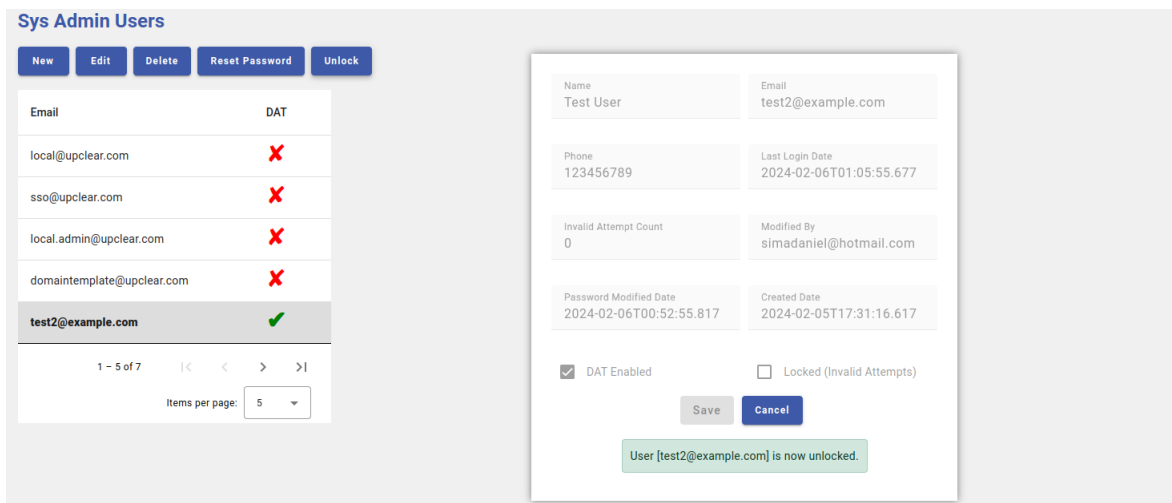 Sys Admin Users
New Edit Delete Reset Password Unlock
Email DAT
local@upclear.com
sso@upclear.com
local.admin@upclear.com
domaintemplate@upclear.com
test2@example.com
1 – 5 of 7
Items per page: 5
Name Email
Test User test2@example.com
Phone Last Login Date
123456789 2024-02-06T01:05:55.677
Invalid Attempt Count Modified By
0 simadaniel@hotmail.com
Password Modified Date Created Date
2024-02-06T00:52:55.817 2024-02-05T17:31:16.617
DAT Enabled Locked (Invalid Attempts)
Save Cancel
User [test2@example.com] is now unlocked.